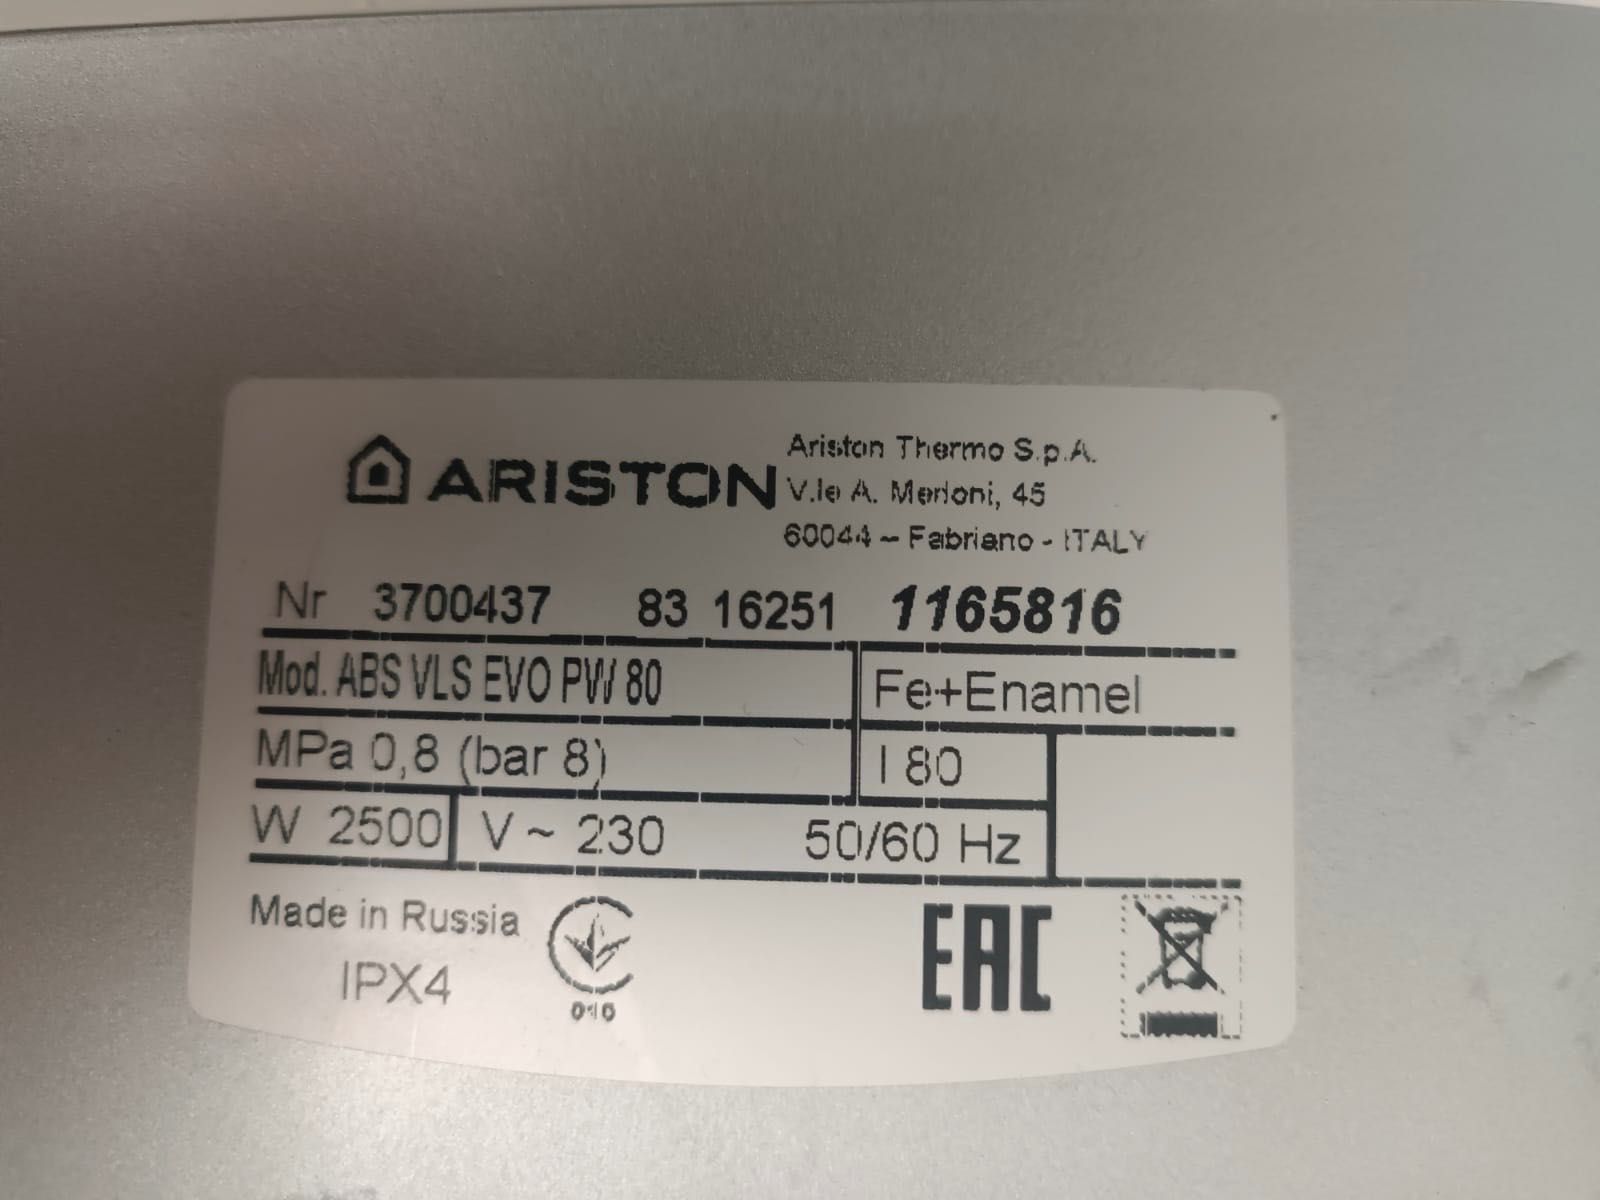 ARISTON
Ariston Thermo S.p.A.
V.le A. Merloni, 45
60044 – Fabriano - ITALY
Nr 3700437 83 16251 1165816
Mod. ABS VLS EVO PW 80
Fe+Enamel
MPa 0,8 (bar 8)
l 80
W 2500
V ~ 230 50/60 Hz
Made in Russia
IPX4
010
EAC